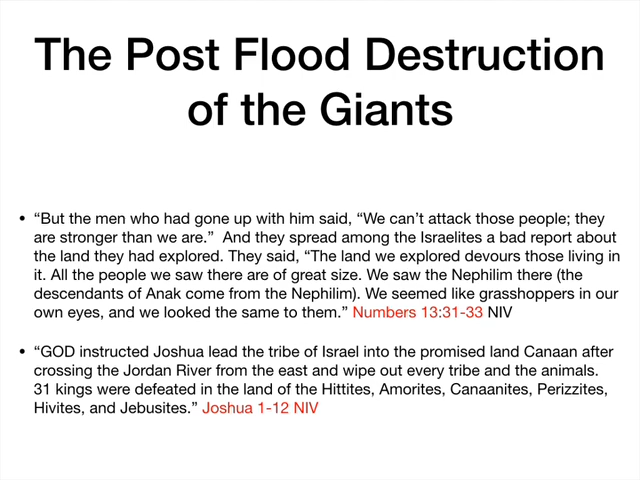 The Post Flood Destruction
of the Giants
• “But the men who had gone up with him said, “We can’t attack those people; they
are stronger than we are.”  And they spread among the Israelites a bad report about
the land they had explored. They said, “The land we explored devours those living in
it. All the people we saw there are of great size. We saw the Nephilim there (the
descendants of Anak come from the Nephilim). We seemed like grasshoppers in our
own eyes, and we looked the same to them.” Numbers 13:31-33 NIV
• “GOD instructed Joshua lead the tribe of Israel into the promised land Canaan after
crossing the Jordan River from the east and wipe out every tribe and the animals.
31 kings were defeated in the land of the Hittites, Amorites, Canaanites, Perizzites,
Hivites, and Jebusites.” Joshua 1-12 NIV